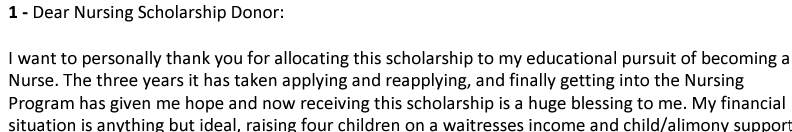 1 - Dear Nursing Scholarship Donor:
I want to personally thank you for allocating this scholarship to my educational pursuit of becoming a
Nurse. The three years it has taken applying and reapplying, and finally getting into the Nursing
Program has given me hope and now receiving this scholarship is a huge blessing to me. My financial
situation is anything but ideal, raising four children on a waitresses income and child/alimony support